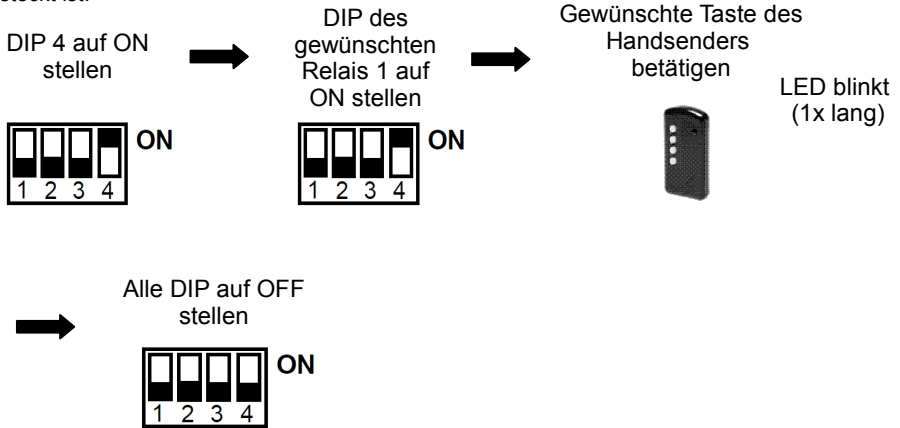 DIP 4 auf ON
stellen
ON
1 2 3 4
DIP des
gewünschten
Relais 1 auf
ON stellen
ON
1 2 3 4
Gewünschte Taste des
Handsenders
betätigen
LED blinkt
(1x lang)
Alle DIP auf OFF
stellen
ON
1 2 3 4